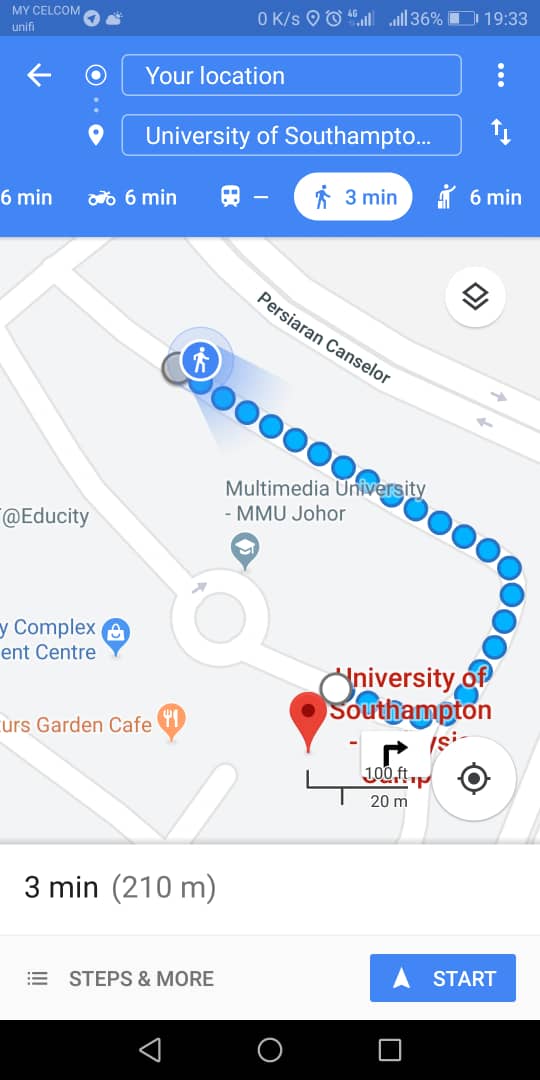 MY CELCOM
unifi
0 K/s 4G 36% 19:33
Your location
University of Southampto...
6 min 6 min – 3 min 6 min
Persiaran Canselor
Multimedia University
- MMU Johor
@Educity
y Complex
ent Centre
urs Garden Cafe
University of
Southampton
100 ft
20 m
3 min (210 m)
STEPS & MORE
START